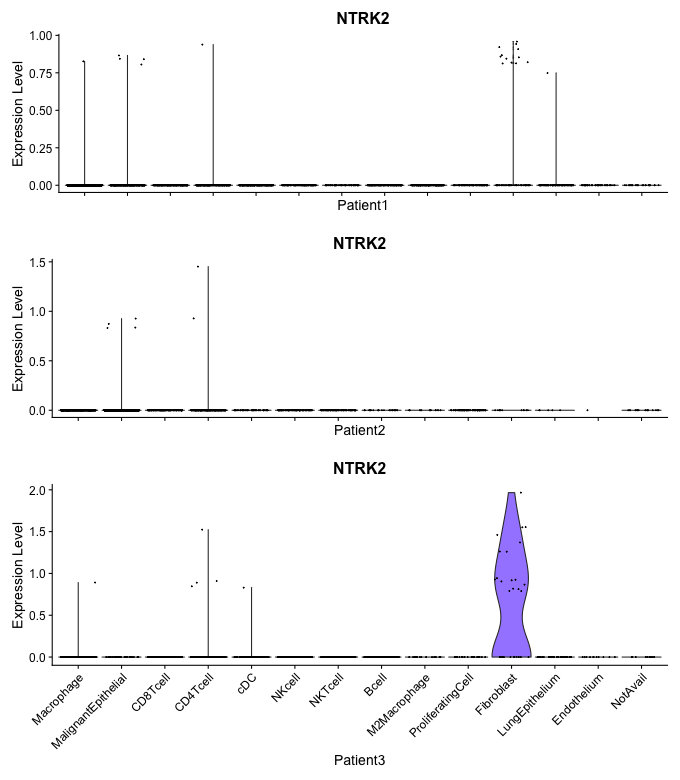 NTRK2
Expression Level
1.00
0.75
0.50
0.25
0.00
Patient1
NTRK2
Expression Level
1.5
1.0
0.5
0.0
Patient2
NTRK2
Expression Level
2.0
1.5
1.0
0.5
0.0
Macrophage
MalignantEpithelial
CD8Tcell
CD4Tcell
cDC
NKcell
NKTcell
Bcell
M2Macrophage
ProliferatingCell
Fibroblast
LungEpithelium
Endothelium
NotAvail
Patient3